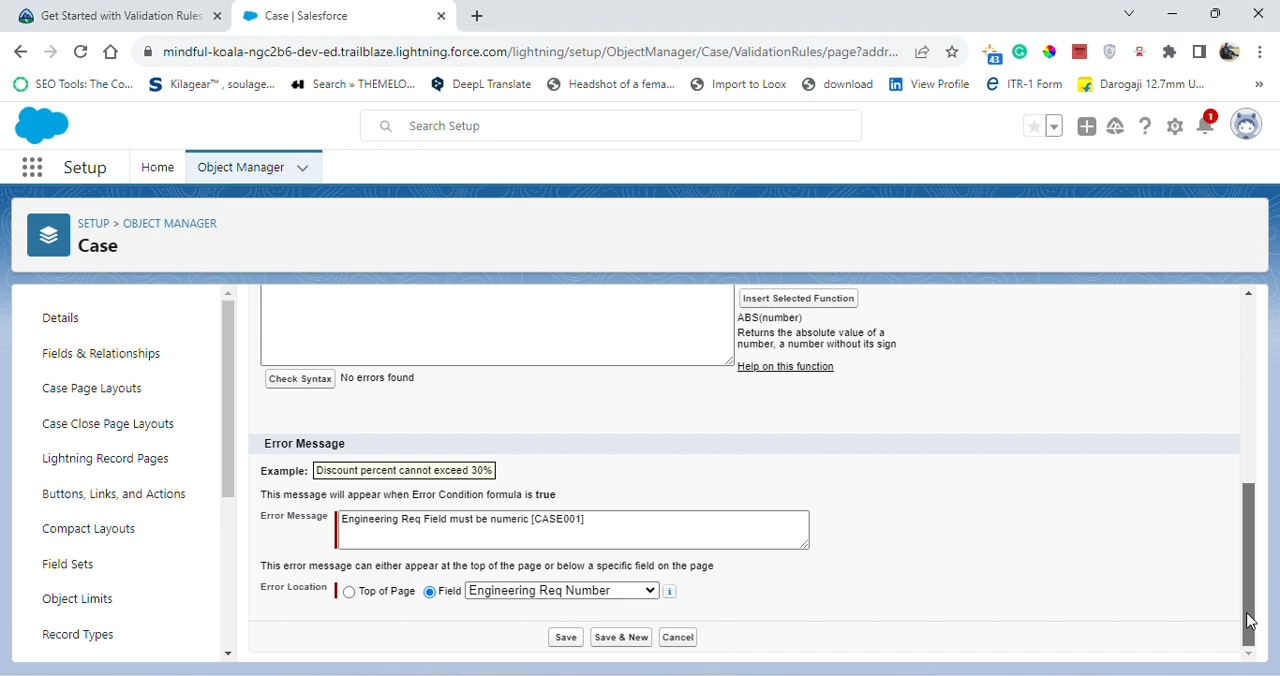 Get Started with Validation Rules
Case | Salesforce
mindful-koala-ngc2b6-dev-ed.trailblaze.lightning.force.com/lightning/setup/ObjectManager/Case/ValidationRules/page?addr...
43
SEO Tools: The Co...
Kilagear™, soulage...
Search » THEMELO...
DeepL Translate
Headshot of a fema...
Import to Loox
download
View Profile
ITR-1 Form
Darogaji 12.7mm U...
»
Search Setup
1
Setup
Home
Object Manager
SETUP > OBJECT MANAGER
Case
Details
Fields & Relationships
Case Page Layouts
Case Close Page Layouts
Lightning Record Pages
Buttons, Links, and Actions
Compact Layouts
Field Sets
Object Limits
Record Types
Insert Selected Function
ABS(number)
Returns the absolute value of a
number, a number without its sign
Help on this function
Check Syntax No errors found
Error Message
Example: Discount percent cannot exceed 30%
This message will appear when Error Condition formula is true
Error Message Engineering Req Field must be numeric [CASE001]
This error message can either appear at the top of the page or below a specific field on the page
Error Location Top of Page Field Engineering Req Number i
Save Save & New Cancel